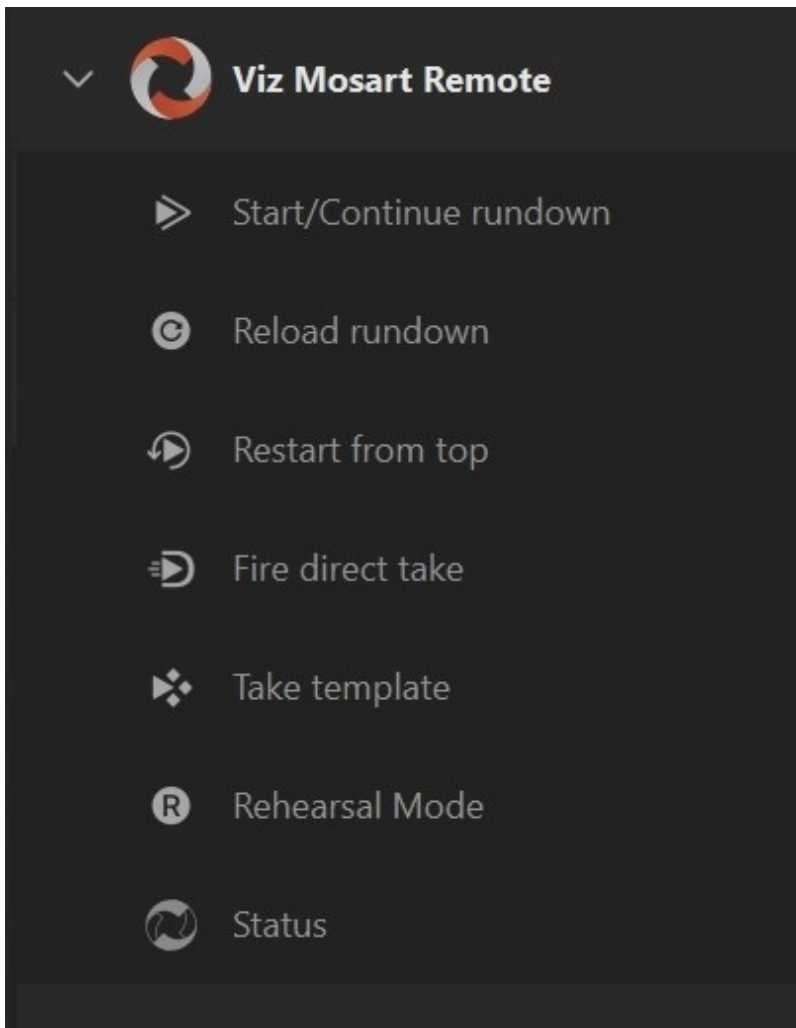 Viz Mosart Remote
Start/Continue rundown
Reload rundown
Restart from top
Fire direct take
Take template
R Rehearsal Mode
Status